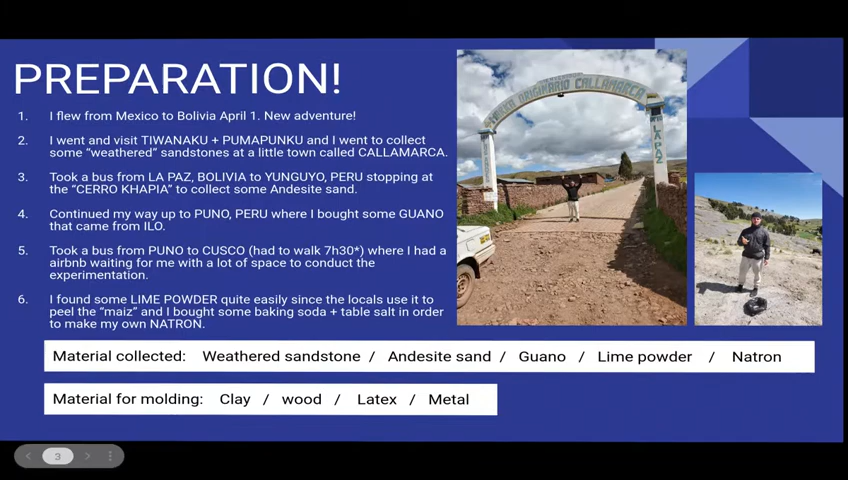 PREPARATION!
1. I flew from Mexico to Bolivia April 1. New adventure!
2. I went and visit TIWANAKU + PUMAPUNKU and I went to collect
some “weathered” sandstones at a little town called CALLAMARCA.
3. Took a bus from LA PAZ, BOLIVIA to YUNGUYO, PERU stopping at
the “CERRO KHAPIA” to collect some Andesite sand.
4. Continued my way up to PUNO, PERU where I bought some GUANO
that came from ILO.
5. Took a bus from PUNO to CUSCO (had to walk 7h30*) where I had a
airbnb waiting for me with a lot of space to conduct the
experimentation.
6. I found some LIME POWDER quite easily since the locals use it to
peel the “maiz” and I bought some baking soda + table salt in order
to make my own NATRON.
ORIGINARIO CALLAMARCA
LA PAZ
Material collected: Weathered sandstone / Andesite sand / Guano / Lime powder / Natron
Material for molding: Clay / wood / Latex / Metal
3